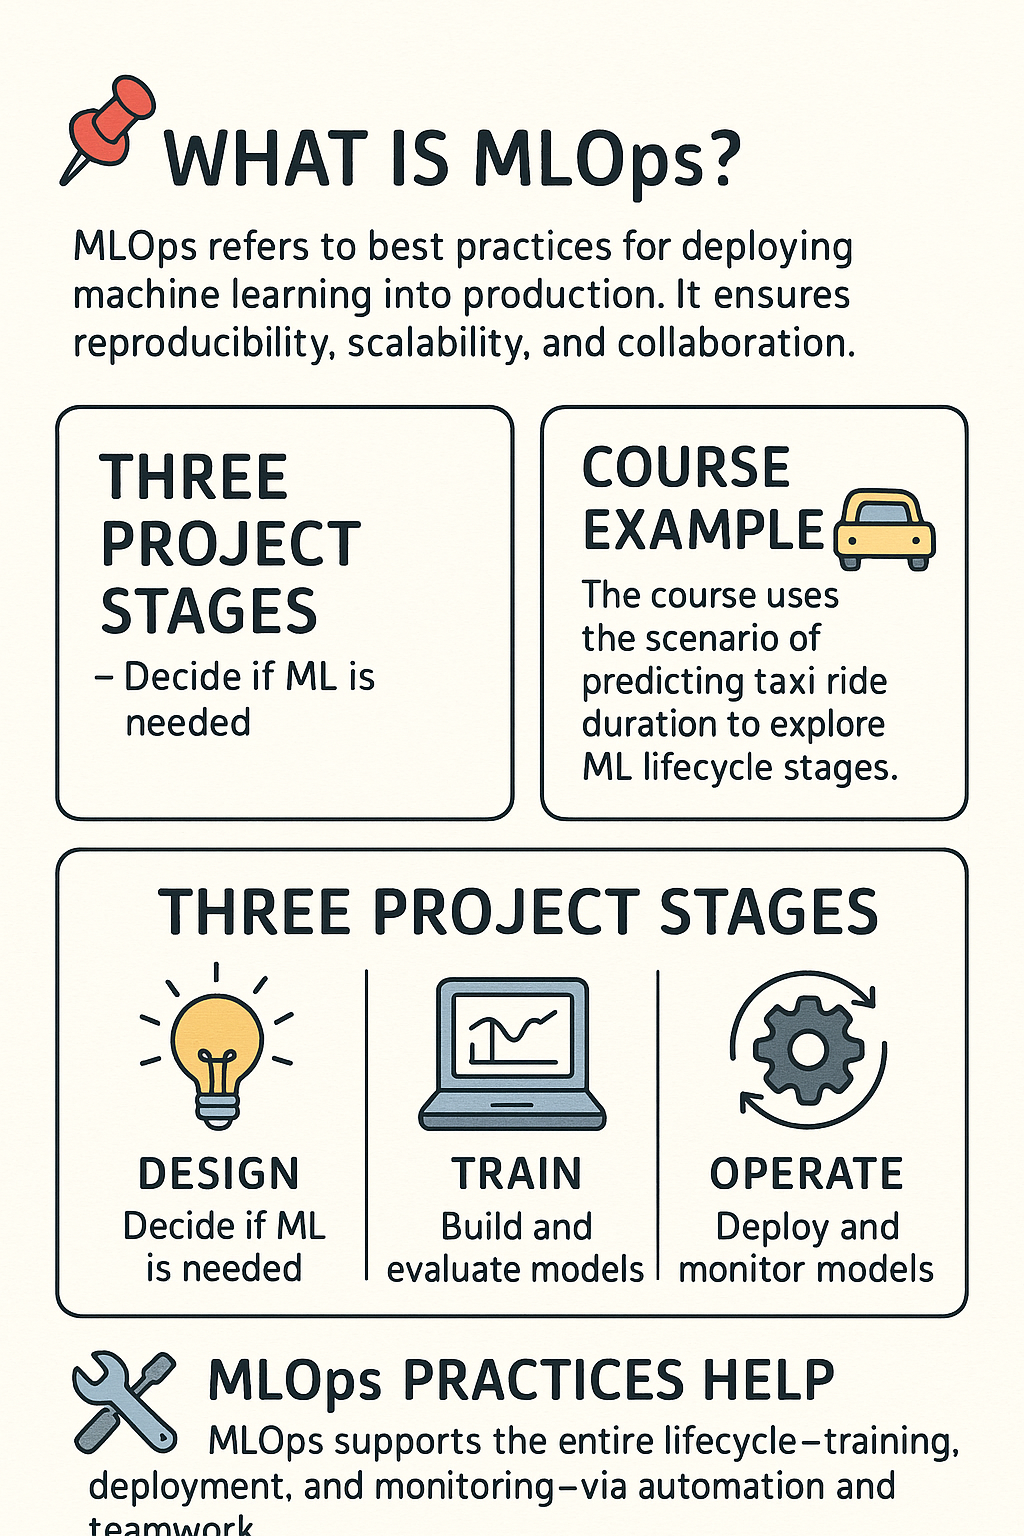 WHAT IS MLOps?
MLOps refers to best practices for deploying
machine learning into production. It ensures
reproducibility, scalability, and collaboration.
THREE
PROJECT
STAGES
– Decide if ML is
needed
COURSE
EXAMPLE
The course uses
the scenario of
predicting taxi ride
duration to explore
ML lifecycle stages.
THREE PROJECT STAGES
DESIGN
Decide if ML
is needed
TRAIN
Build and
evaluate models
OPERATE
Deploy and
monitor models
MLOps PRACTICES HELP
MLOps supports the entire lifecycle–training,
deployment, and monitoring–via automation and
teamwork